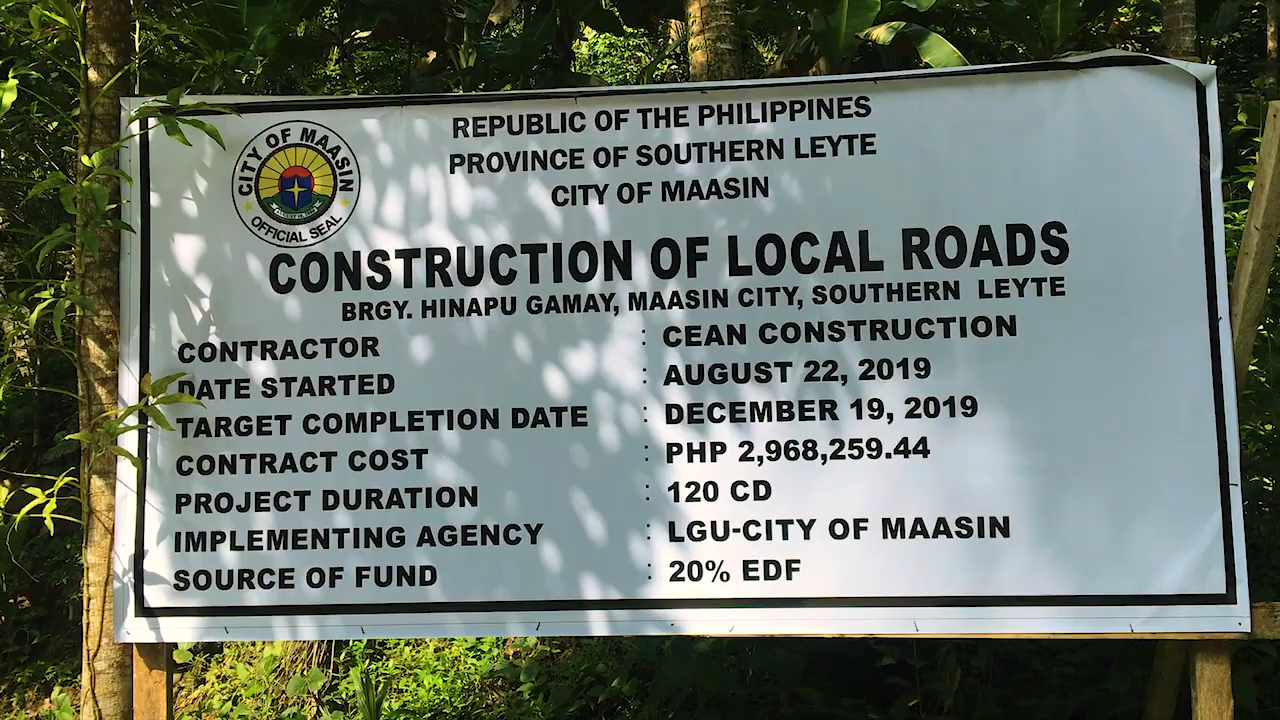 REPUBLIC OF THE PHILIPPINES
PROVINCE OF SOUTHERN LEYTE
CITY OF MAASIN
CITY OF MAASIN
OFFICIAL SEAL
CONSTRUCTION OF LOCAL ROADS
BRGY. HINAPU GAMAY, MAASIN CITY, SOUTHERN LEYTE
CONTRACTOR : CEAN CONSTRUCTION
DATE STARTED : AUGUST 22, 2019
TARGET COMPLETION DATE : DECEMBER 19, 2019
CONTRACT COST : PHP 2,968,259.44
PROJECT DURATION : 120 CD
IMPLEMENTING AGENCY : LGU-CITY OF MAASIN
SOURCE OF FUND : 20% EDF